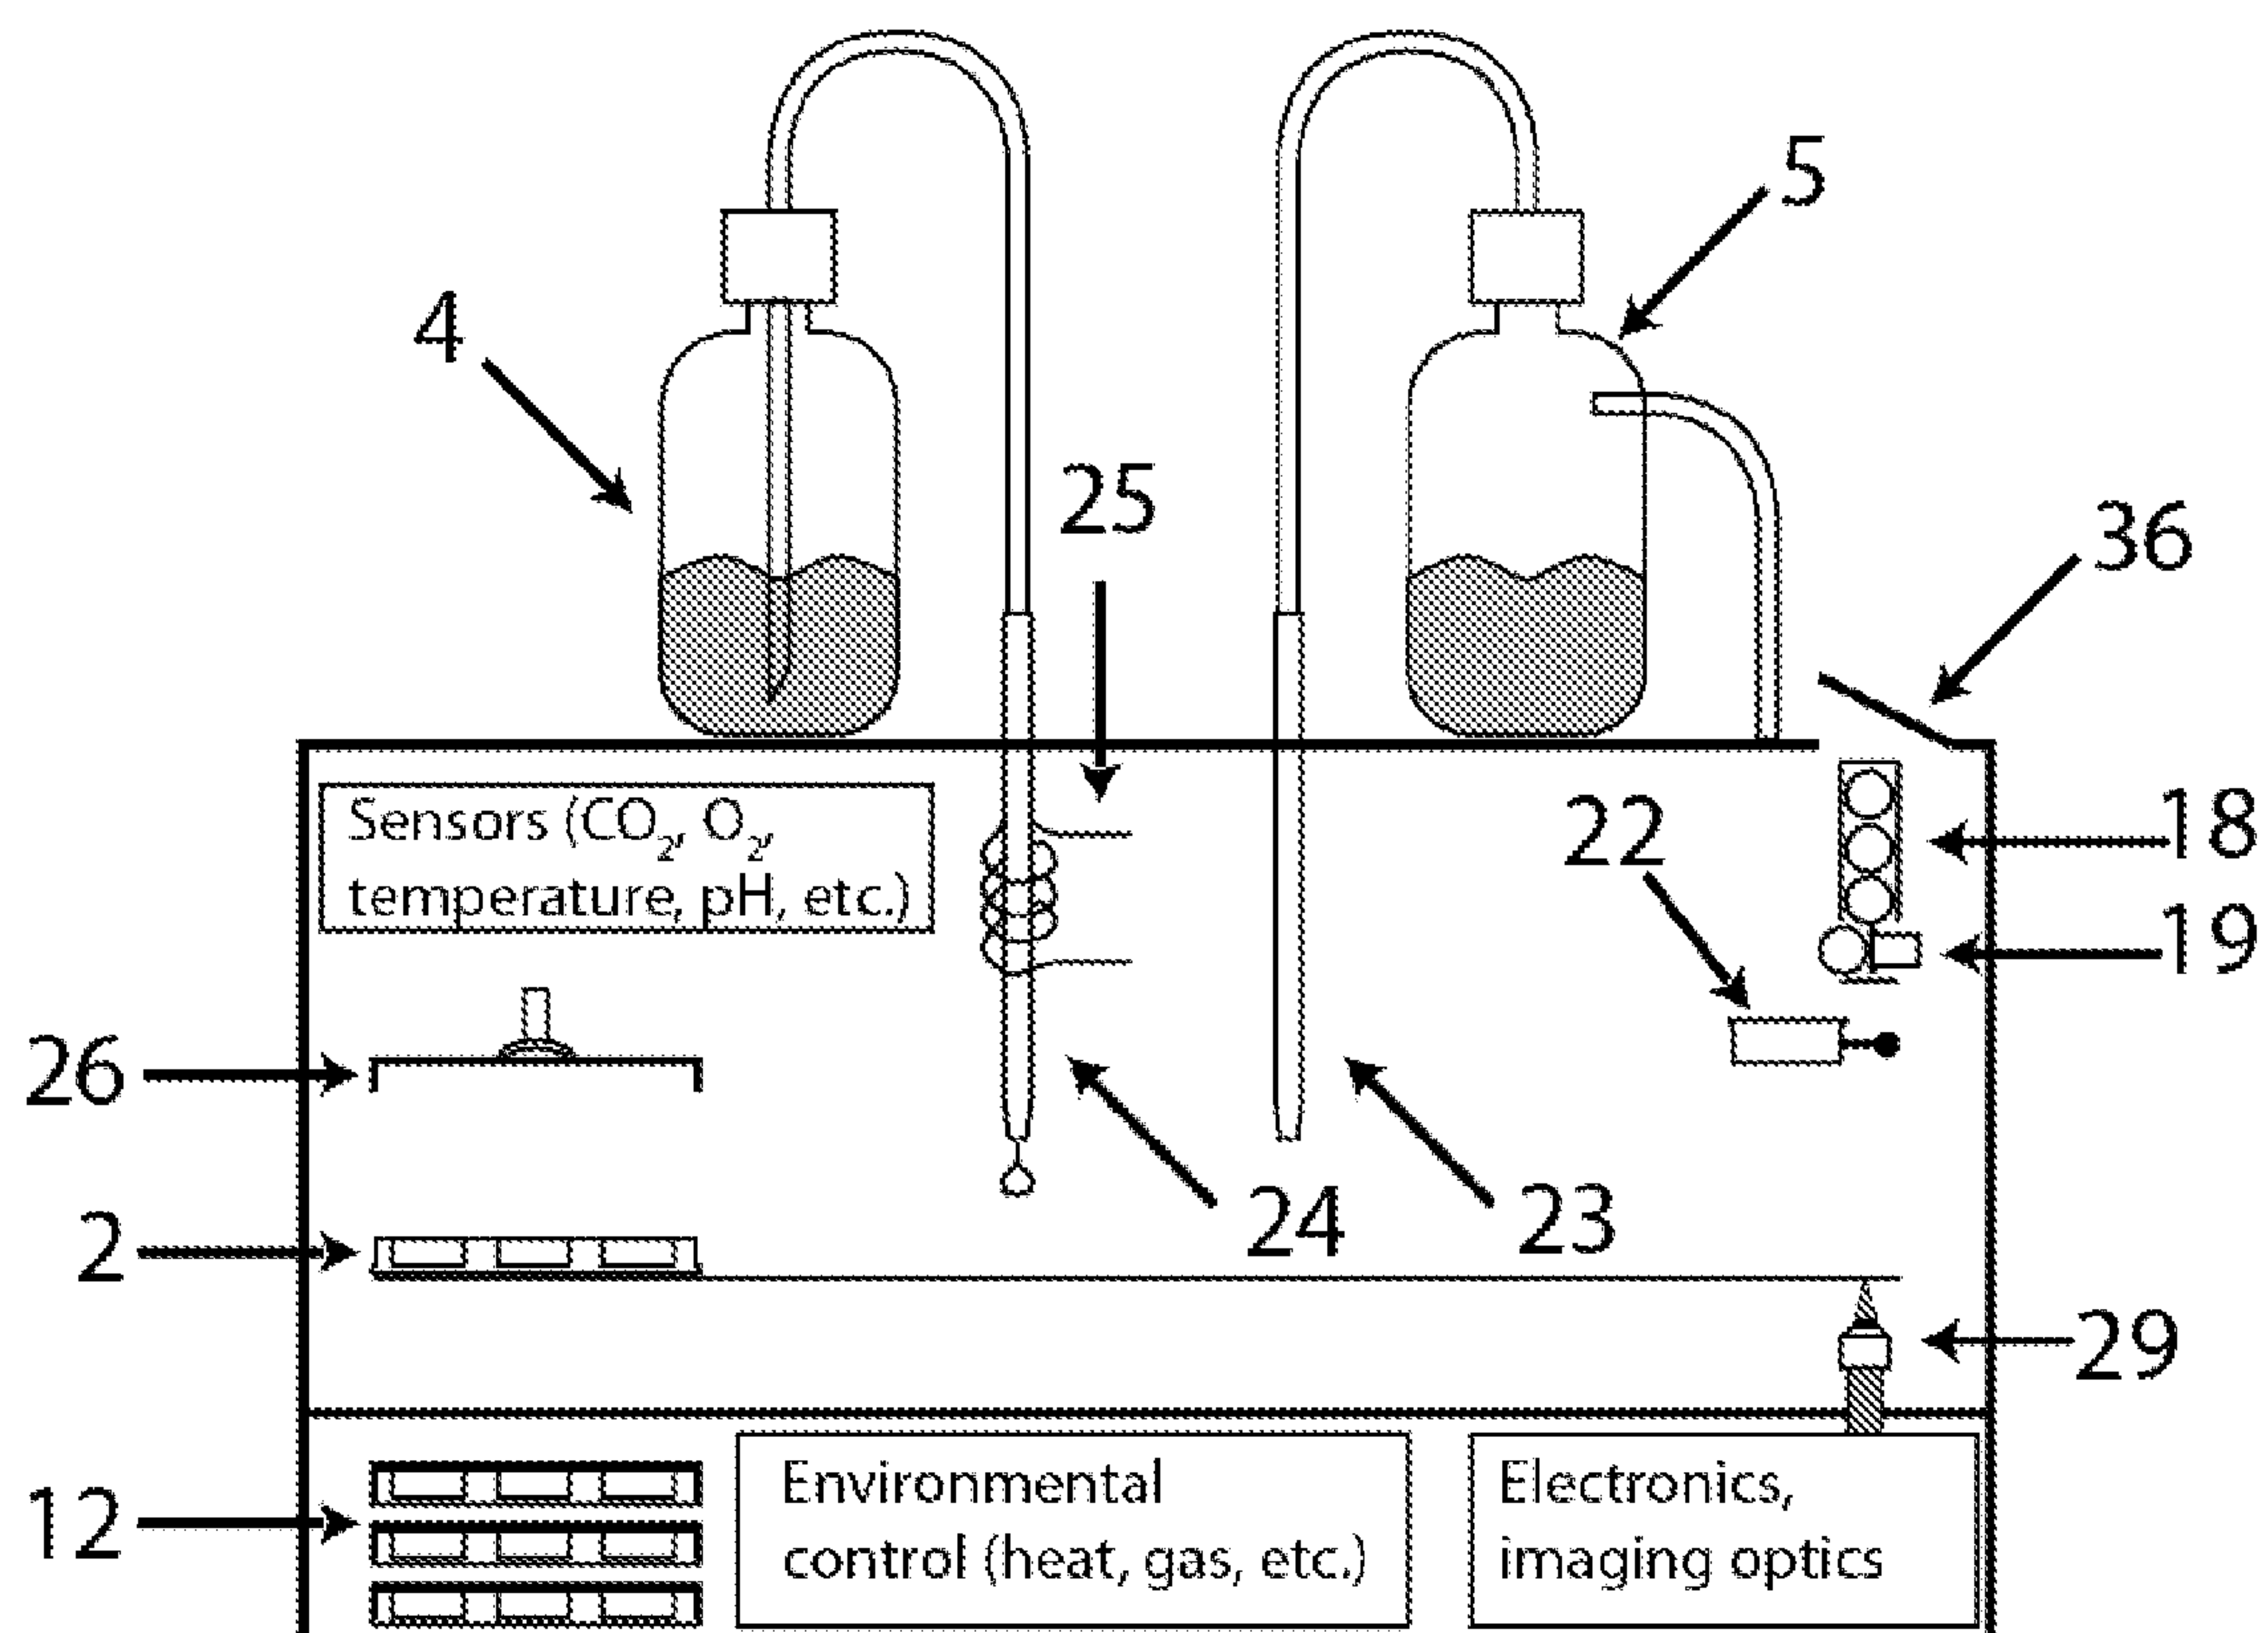 5
4
25
36
Sensors (CO₂, O₂,
temperature, pH, etc.)
22
18
19
26
24
23
2
29
12
Environmental
control (heat, gas, etc.)
Electronics,
imaging optics